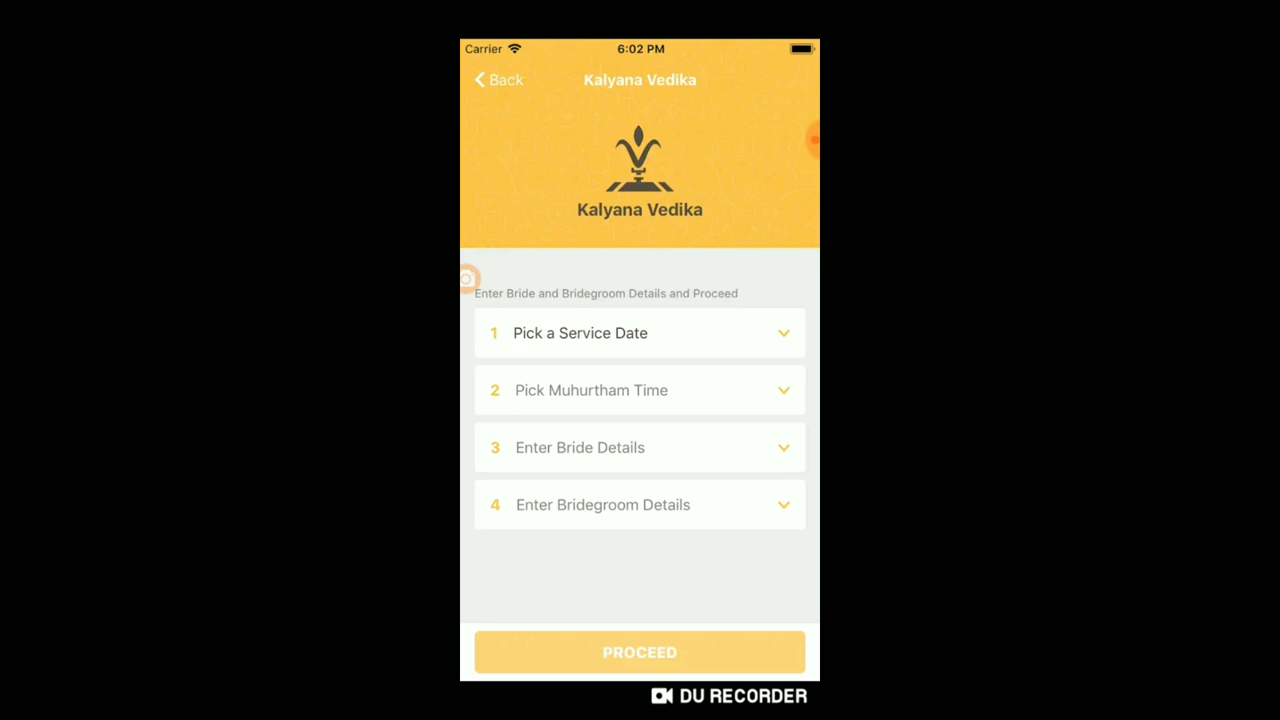 Carrier 6:02 PM
Back Kalyana Vedika
Kalyana Vedika
Enter Bride and Bridegroom Details and Proceed
1 Pick a Service Date
2 Pick Muhurtham Time
3 Enter Bride Details
4 Enter Bridegroom Details
PROCEED
DU RECORDER